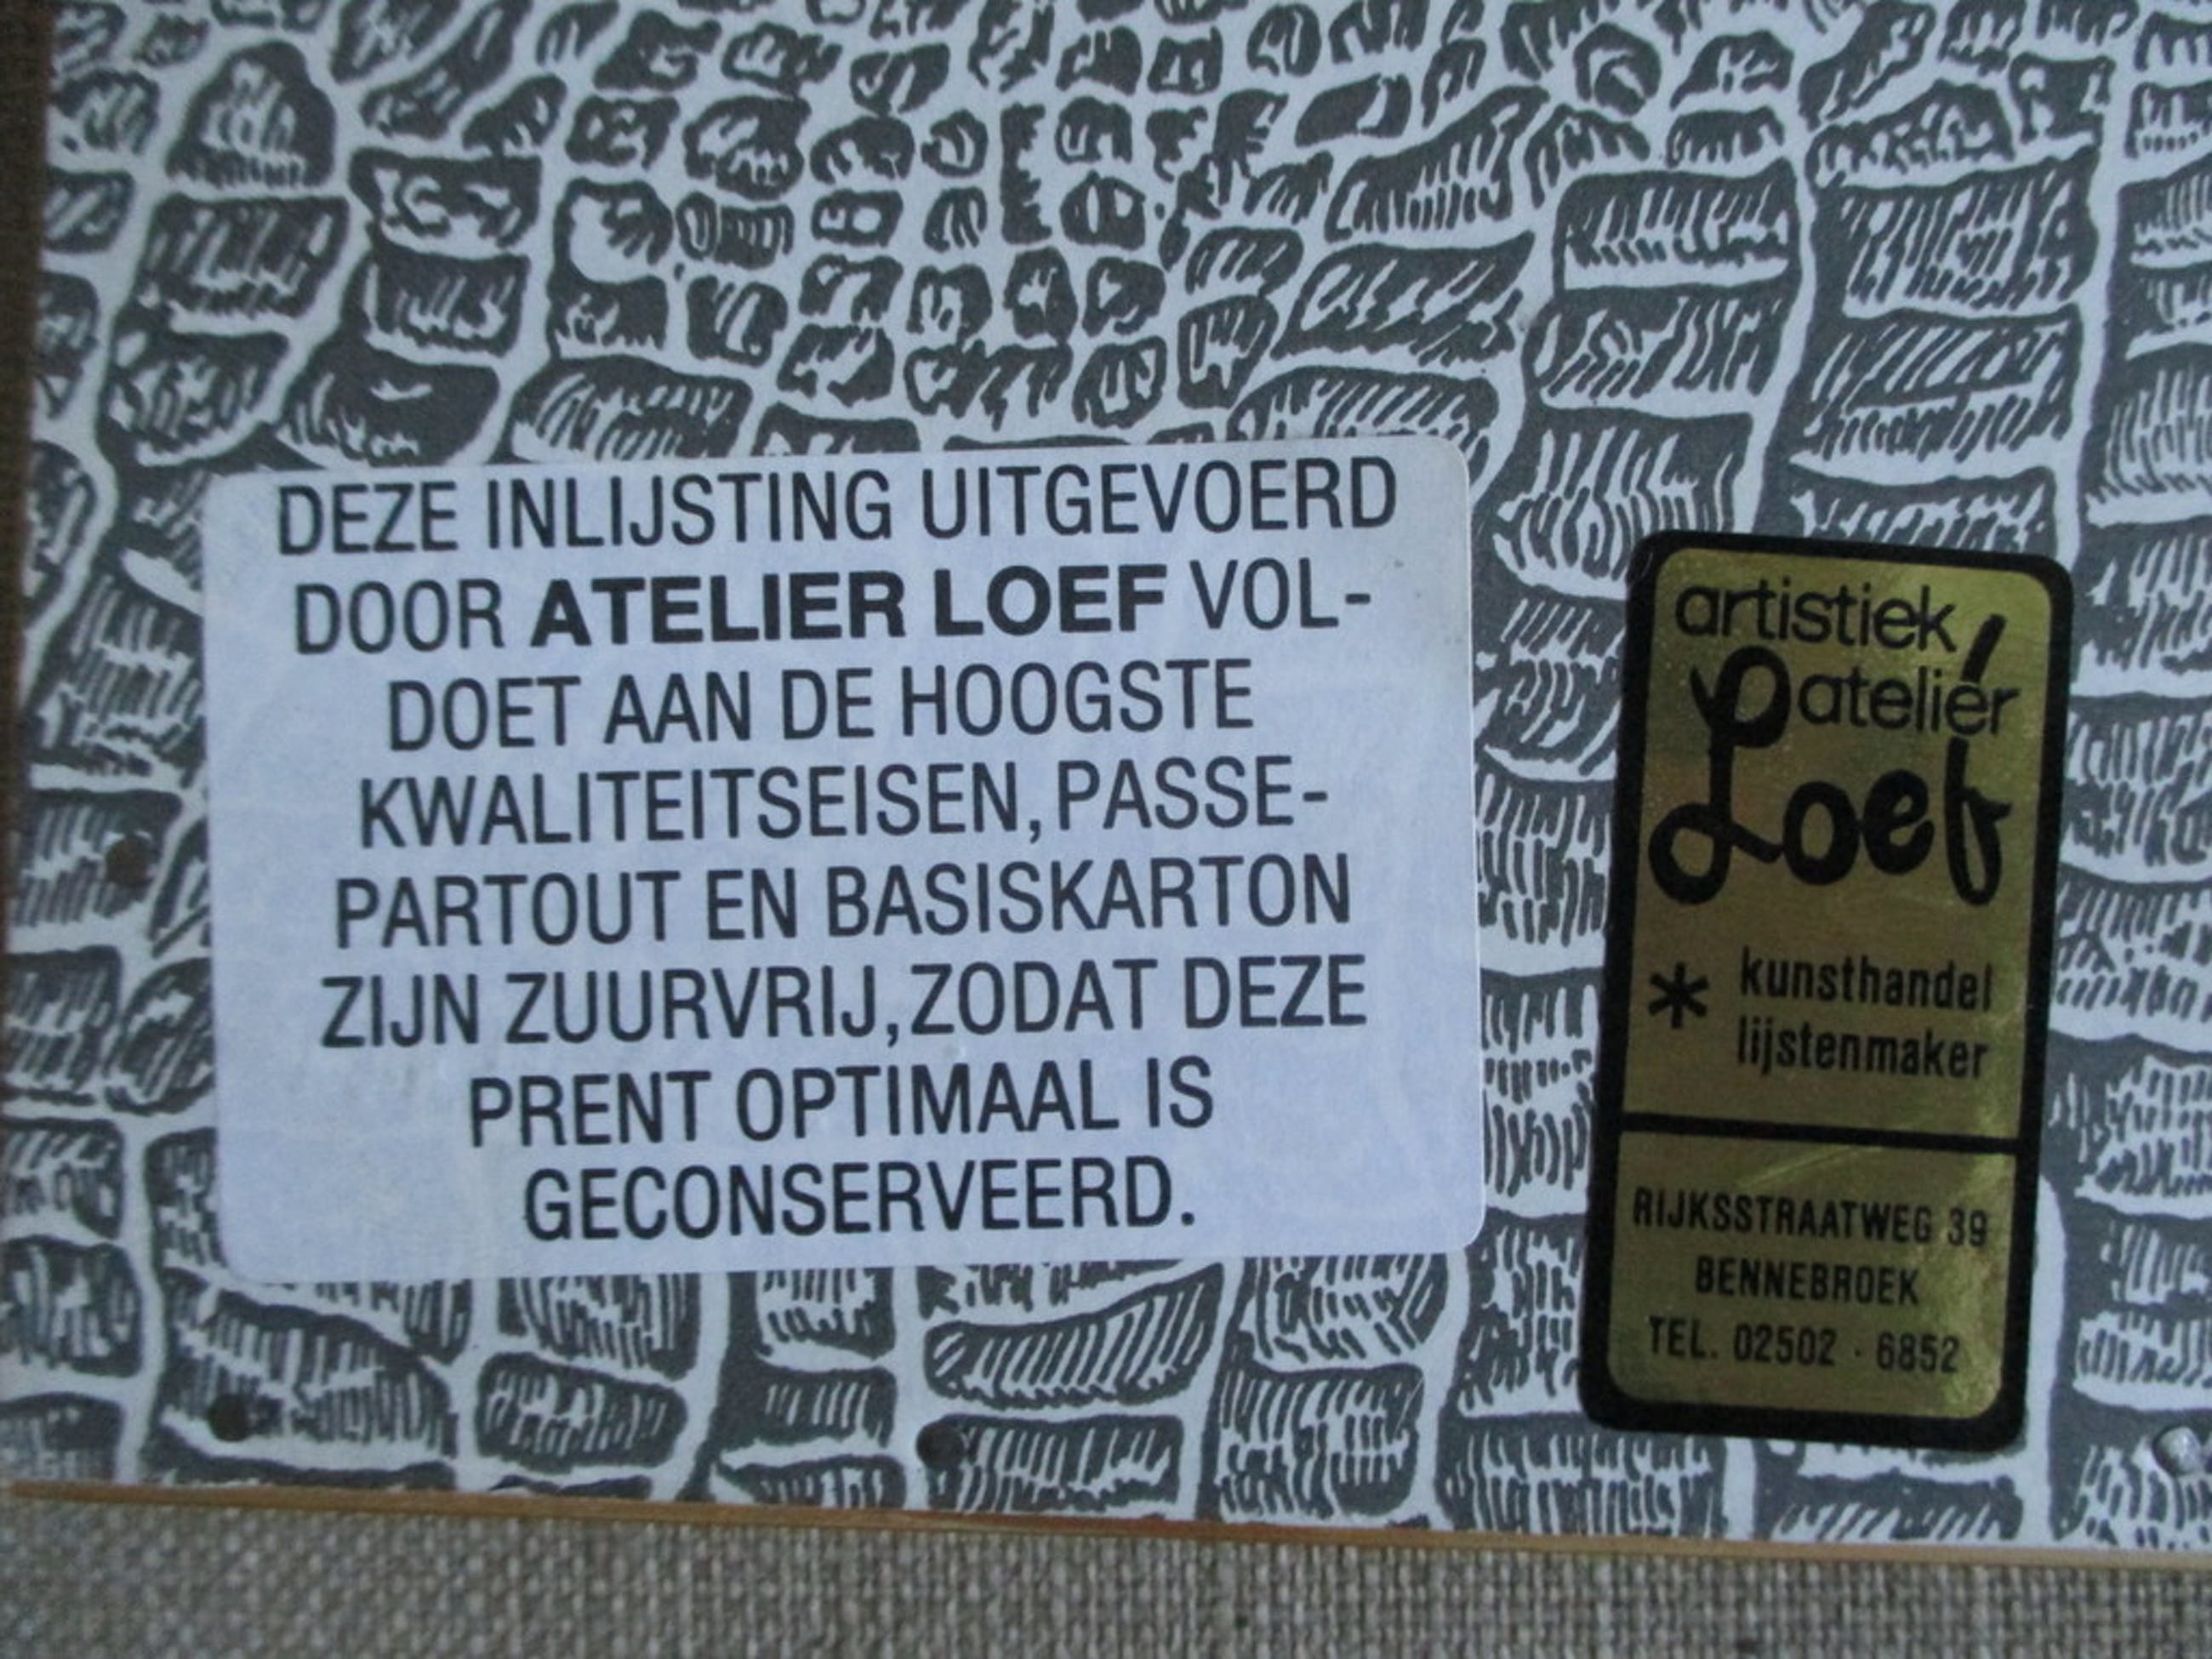 DEZE INLIJSTING UITGEVOERD
DOOR ATELIER LOEF VOL-
DOET AAN DE HOOGSTE
KWALITEITSEISEN, PASSE-
PARTOUT EN BASISKARTON
ZIJN ZUURVRIJ, ZODAT DEZE
PRENT OPTIMAAL IS
GECONSERVEERD.
artistiek
atelier
Loef
* kunsthandel
lijstenmaker
RIJKSSTRAATWEG 39
BENNEBROEK
TEL. 02502 - 6852